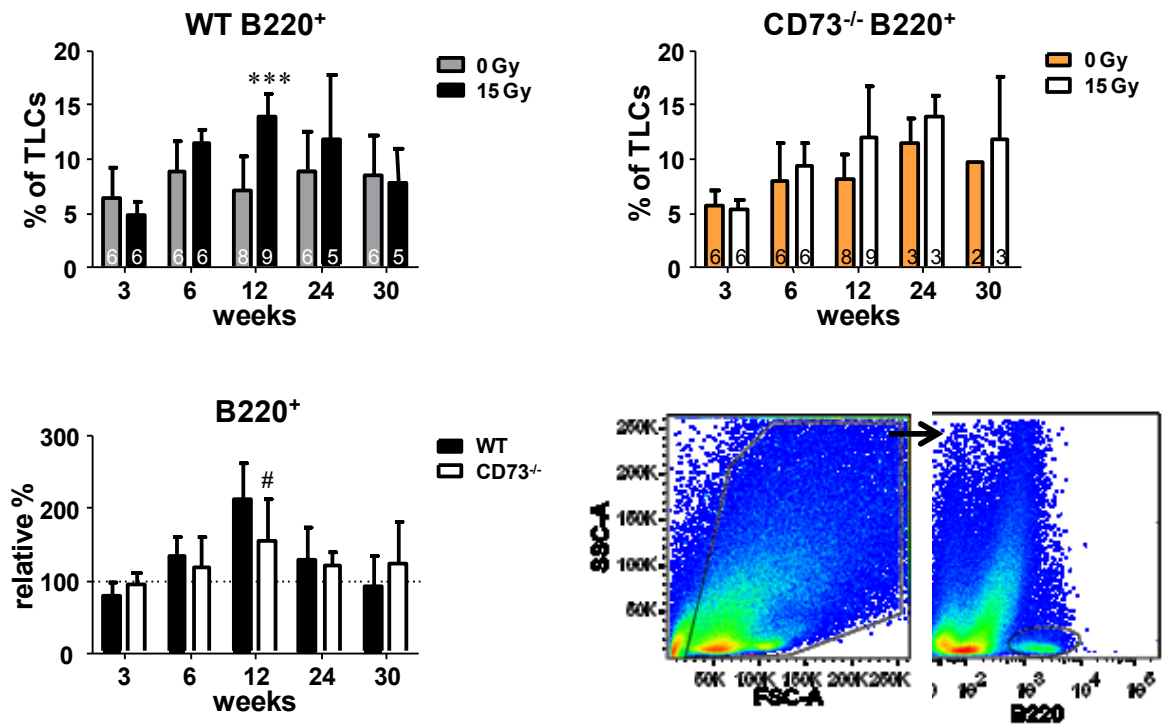 WT B220+
% of TLCs
20
15
10
5
0
***
0 Gy
15 Gy
6 6 6 6 8 9 6 5 6 5
3 6 12 24 30
weeks
CD73-/- B220+
% of TLCs
20
15
10
5
0
0 Gy
15 Gy
6 6 6 6 8 9 3 3 2 3
3 6 12 24 30
weeks
B220+
relative %
300
200
100
0
#
WT
CD73-/-
3 6 12 24 30
weeks
SSC-A
250K
200K
150K
100K
50K
50K 100K 150K 200K 250K
FSC-A
0 10² 10³ 10⁴ 10⁵
B220